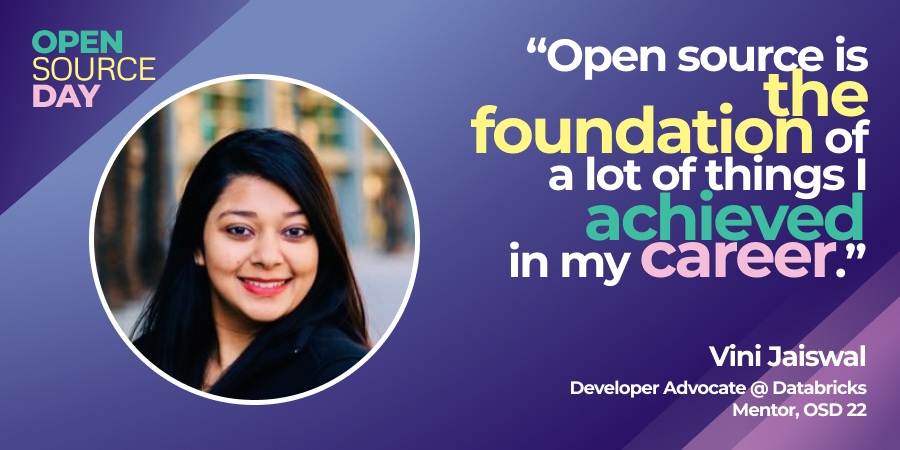 OPEN
SOURCE
DAY
“Open source is
the
foundation of
a lot of things I
achieved
in my career.”
Vini Jaiswal
Developer Advocate @ Databricks
Mentor, OSD 22